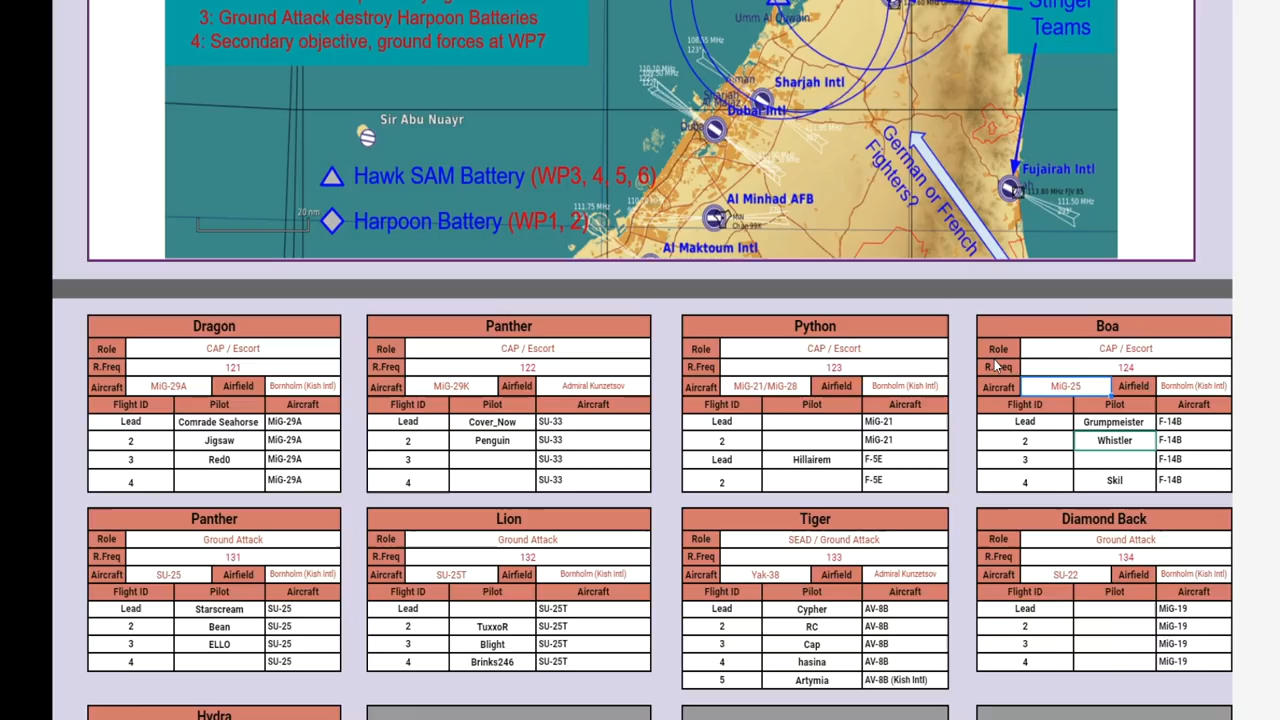 3: Ground Attack destroy Harpoon Batteries
4: Secondary objective, ground forces at WP7
Stinger
Teams
Umm Al Quwain
Sharjah Intl
Dubai Intl
Sir Abu Nuayr
German or French
Fighters?
Fujairah Intl
113.80 MHz FJV 85
111.50 MHz
Hawk SAM Battery (WP3, 4, 5, 6)
Al Minhad AFB
20 nm
111.75 MHz
Harpoon Battery (WP1, 2)
Al Maktoum Intl
Dragon
Role CAP / Escort
R.Freq 121
Aircraft MiG-29A Airfield Bornholm (Kish Intl)
Flight ID Pilot Aircraft
Lead Comrade Seahorse MiG-29A
2 Jigsaw MiG-29A
3 Red0 MiG-29A
4 MiG-29A
Panther
Role CAP / Escort
R.Freq 122
Aircraft MiG-29K Airfield Admiral Kunzetsov
Flight ID Pilot Aircraft
Lead Cover_Now SU-33
2 Penguin SU-33
3 SU-33
4 SU-33
Python
Role CAP / Escort
R.Freq 123
Aircraft MiG-21/MiG-28 Airfield Bornholm (Kish Intl)
Flight ID Pilot Aircraft
Lead MiG-21
2 MiG-21
Lead Hillairem F-5E
2 F-5E
Boa
Role CAP / Escort
R.Freq 124
Aircraft MiG-25 Airfield Bornholm (Kish Intl)
Flight ID Pilot Aircraft
Lead Grumpmeister F-14B
2 Whistler F-14B
3 F-14B
4 Skil F-14B
Panther
Role Ground Attack
R.Freq 131
Aircraft SU-25 Airfield Bornholm (Kish Intl)
Flight ID Pilot Aircraft
Lead Starscream SU-25
2 Bean SU-25
3 ELLO SU-25
4 SU-25
Lion
Role Ground Attack
R.Freq 132
Aircraft SU-25T Airfield Bornholm (Kish Intl)
Flight ID Pilot Aircraft
Lead SU-25T
2 TuxxoR SU-25T
3 Blight SU-25T
4 Brinks246 SU-25T
Tiger
Role SEAD / Ground Attack
R.Freq 133
Aircraft Yak-38 Airfield Admiral Kunzetsov
Flight ID Pilot Aircraft
Lead Cypher AV-8B
2 RC AV-8B
3 Cap AV-8B
4 hasina AV-8B
5 Artymia AV-8B (Kish Intl)
Diamond Back
Role Ground Attack
R.Freq 134
Aircraft SU-22 Airfield Bornholm (Kish Intl)
Flight ID Pilot Aircraft
Lead MiG-19
2 MiG-19
3 MiG-19
4 MiG-19
Hydra